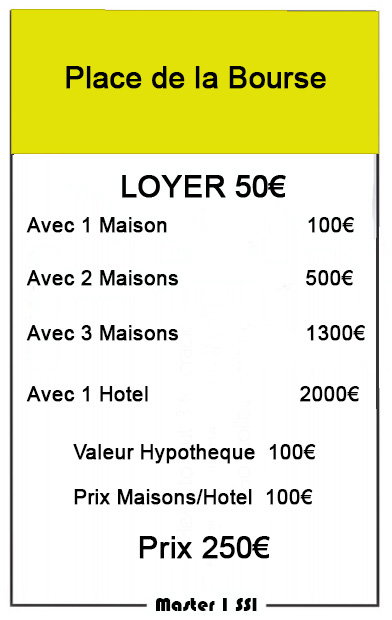 Place de la Bourse
LOYER 50€
Avec 1 Maison 100€
Avec 2 Maisons 500€
Avec 3 Maisons 1300€
Avec 1 Hotel 2000€
Valeur Hypotheque 100€
Prix Maisons/Hotel 100€
Prix 250€
Master 1 SSI